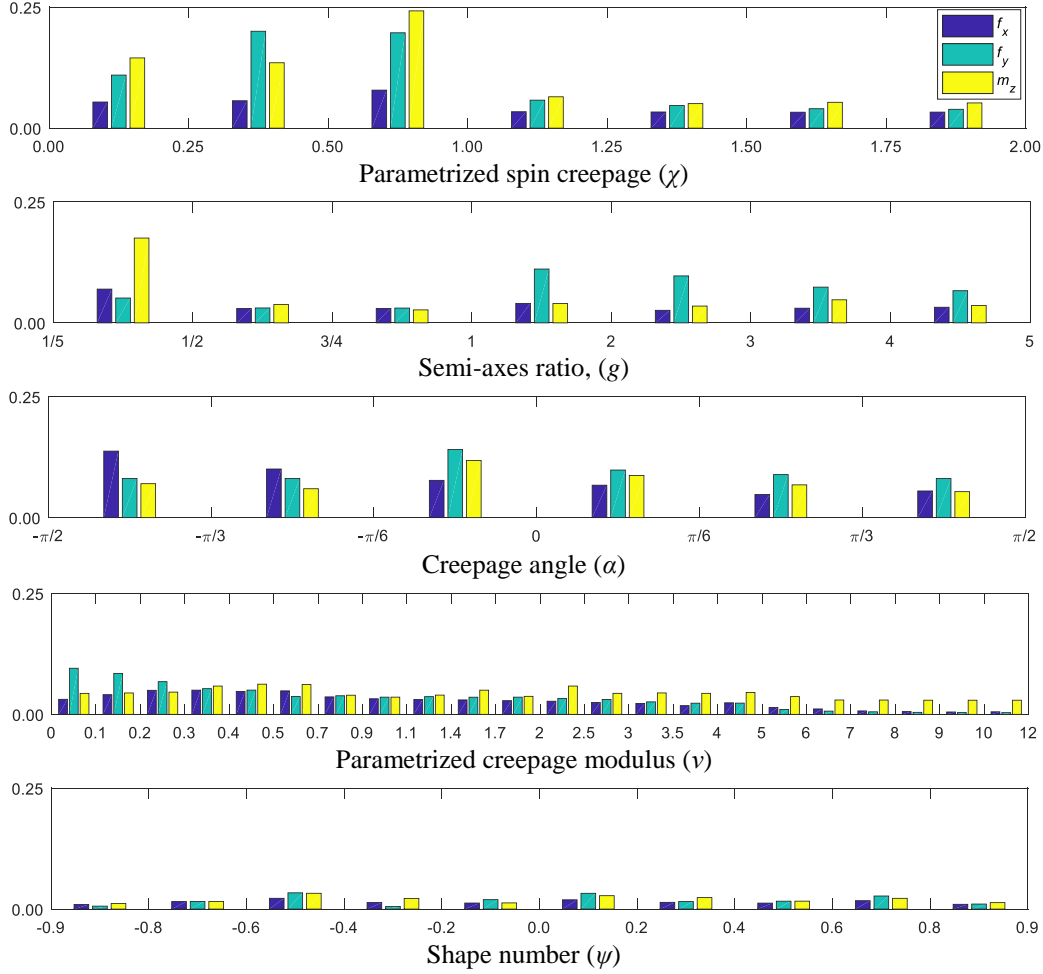 0.25
f_x
f_y
m_z
0.00
0.00 0.25 0.50 0.75 1.00 1.25 1.50 1.75 2.00
Parametrized spin creepage (χ)
0.25
0.00
1/5 1/2 3/4 1 2 3 4 5
Semi-axes ratio, (g)
0.25
0.00
-π/2 -π/3 -π/6 0 π/6 π/3 π/2
Creepage angle (α)
0.25
0.00
0 0.1 0.2 0.3 0.4 0.5 0.7 0.9 1.1 1.4 1.7 2 2.5 3 3.5 4 5 6 7 8 9 10 12
Parametrized creepage modulus (ν)
0.25
0.00
-0.9 -0.8 -0.6 -0.4 -0.2 0.0 0.2 0.4 0.6 0.8 0.9
Shape number (ψ)